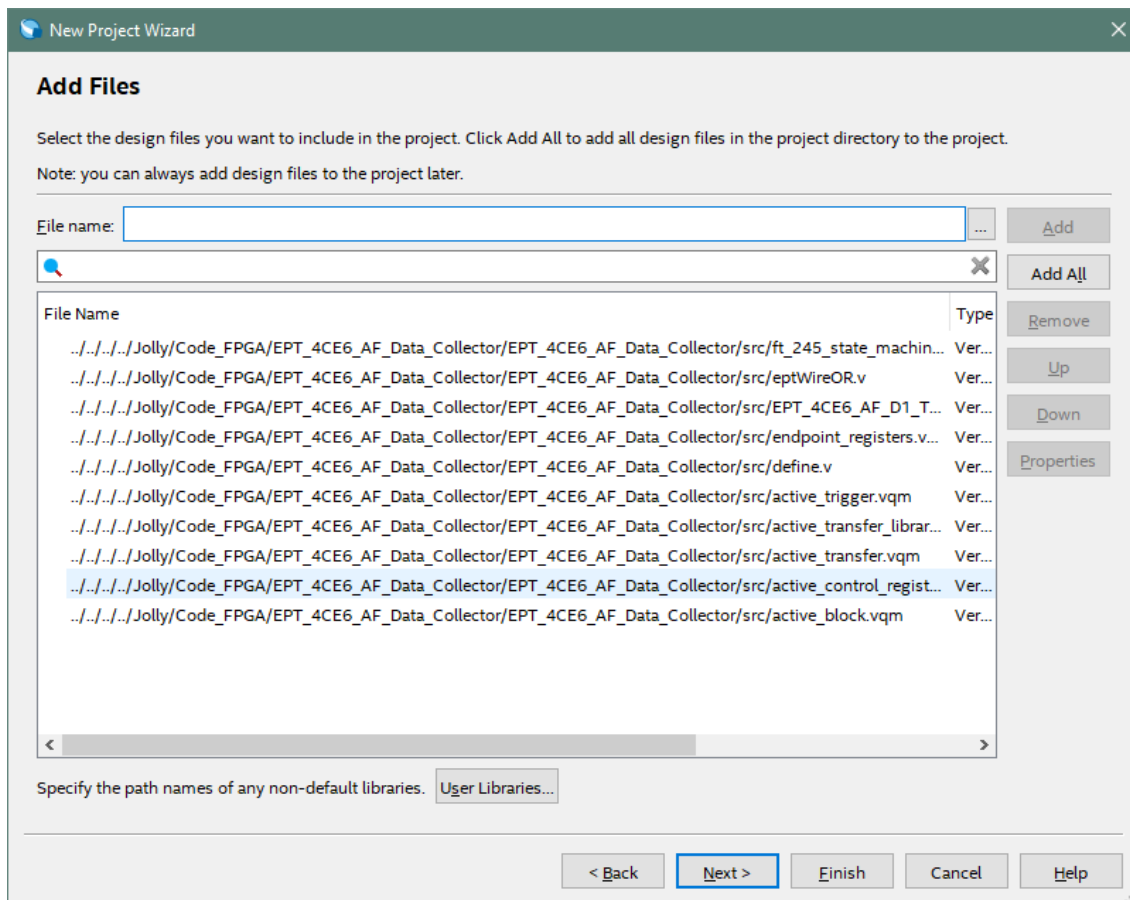 New Project Wizard
Add Files
Select the design files you want to include in the project. Click Add All to add all design files in the project directory to the project.
Note: you can always add design files to the project later.
File name: ... Add
Add All
File Name Type Remove
../../../../Jolly/Code_FPGA/EPT_4CE6_AF_Data_Collector/EPT_4CE6_AF_Data_Collector/src/ft_245_state_machin... Ver...
Up
../../../../Jolly/Code_FPGA/EPT_4CE6_AF_Data_Collector/EPT_4CE6_AF_Data_Collector/src/eptWireOR.v Ver...
../../../../Jolly/Code_FPGA/EPT_4CE6_AF_Data_Collector/EPT_4CE6_AF_Data_Collector/src/EPT_4CE6_AF_D1_T... Ver... Down
../../../../Jolly/Code_FPGA/EPT_4CE6_AF_Data_Collector/EPT_4CE6_AF_Data_Collector/src/endpoint_registers.v... Ver...
Properties
../../../../Jolly/Code_FPGA/EPT_4CE6_AF_Data_Collector/EPT_4CE6_AF_Data_Collector/src/define.v Ver...
../../../../Jolly/Code_FPGA/EPT_4CE6_AF_Data_Collector/EPT_4CE6_AF_Data_Collector/src/active_trigger.vqm Ver...
../../../../Jolly/Code_FPGA/EPT_4CE6_AF_Data_Collector/EPT_4CE6_AF_Data_Collector/src/active_transfer_librar... Ver...
../../../../Jolly/Code_FPGA/EPT_4CE6_AF_Data_Collector/EPT_4CE6_AF_Data_Collector/src/active_transfer.vqm Ver...
../../../../Jolly/Code_FPGA/EPT_4CE6_AF_Data_Collector/EPT_4CE6_AF_Data_Collector/src/active_control_regist... Ver...
../../../../Jolly/Code_FPGA/EPT_4CE6_AF_Data_Collector/EPT_4CE6_AF_Data_Collector/src/active_block.vqm Ver...
Specify the path names of any non-default libraries. User Libraries...
< Back Next > Finish Cancel Help